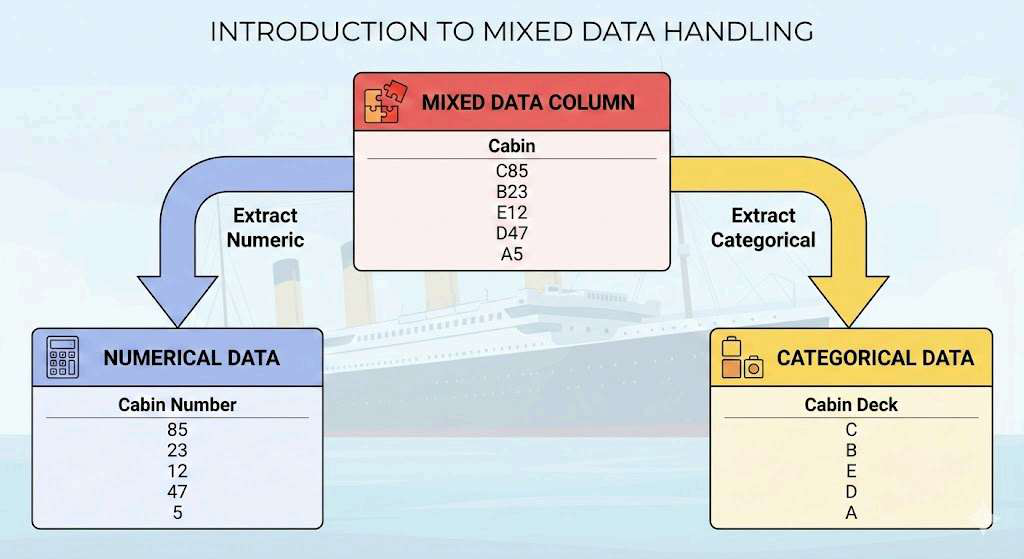 INTRODUCTION TO MIXED DATA HANDLING
MIXED DATA COLUMN
Cabin
C85
B23
E12
D47
A5
Extract
Numeric
Extract
Categorical
NUMERICAL DATA
Cabin Number
85
23
12
47
5
CATEGORICAL DATA
Cabin Deck
C
B
E
D
A